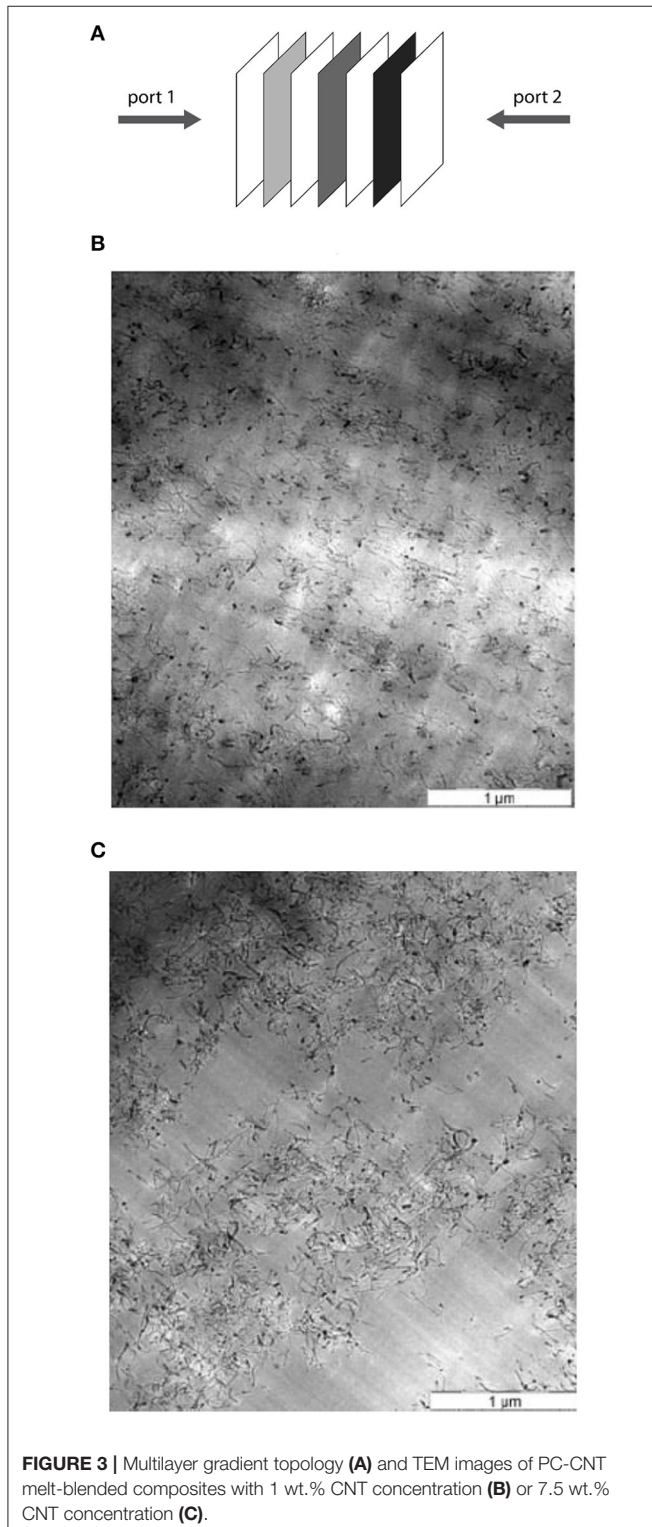 A
port 1
port 2
B
1 µm
C
1 µm
FIGURE 3 | Multilayer gradient topology (A) and TEM images of PC-CNT
melt-blended composites with 1 wt.% CNT concentration (B) or 7.5 wt.%
CNT concentration (C).